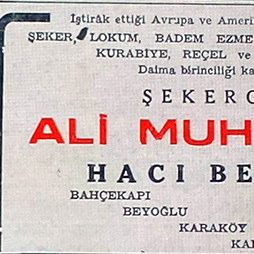 İştirâk ettiği Avrupa ve Ameri
ŞEKER, LOKUM, BADEM EZME
KURABİYE, REÇEL ve
Daima birinciliği ka
ŞEKERC
ALİ MUH
HACI BE
BAHÇEKAPI
BEYOĞLU
KARAKÖY
KA